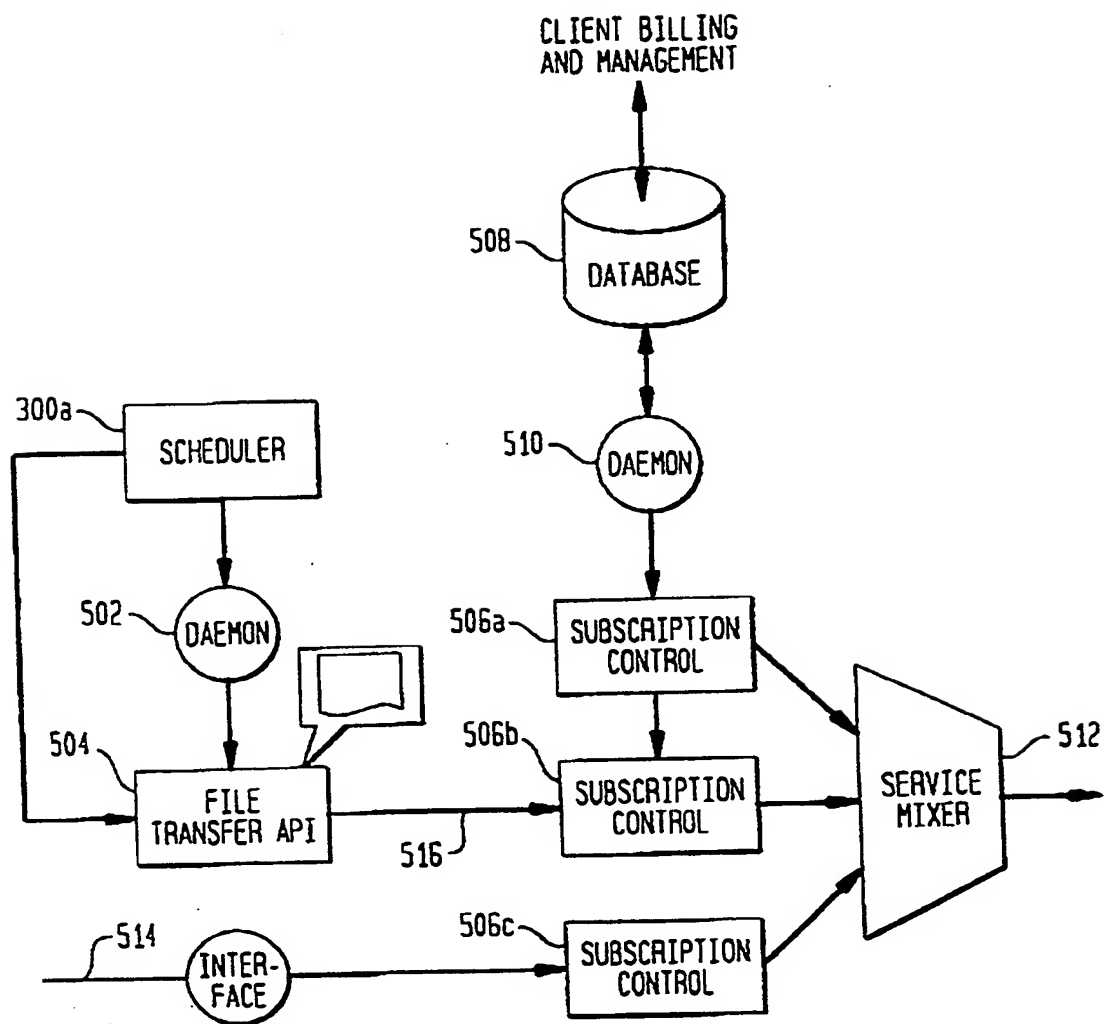 CLIENT BILLING
AND MANAGEMENT
508
DATABASE
300a
SCHEDULER
510
DAEMON
502
DAEMON
506a
SUBSCRIPTION
CONTROL
504
FILE
TRANSFER API
516
506b
SUBSCRIPTION
CONTROL
512
SERVICE
MIXER
514
INTER-
FACE
506c
SUBSCRIPTION
CONTROL